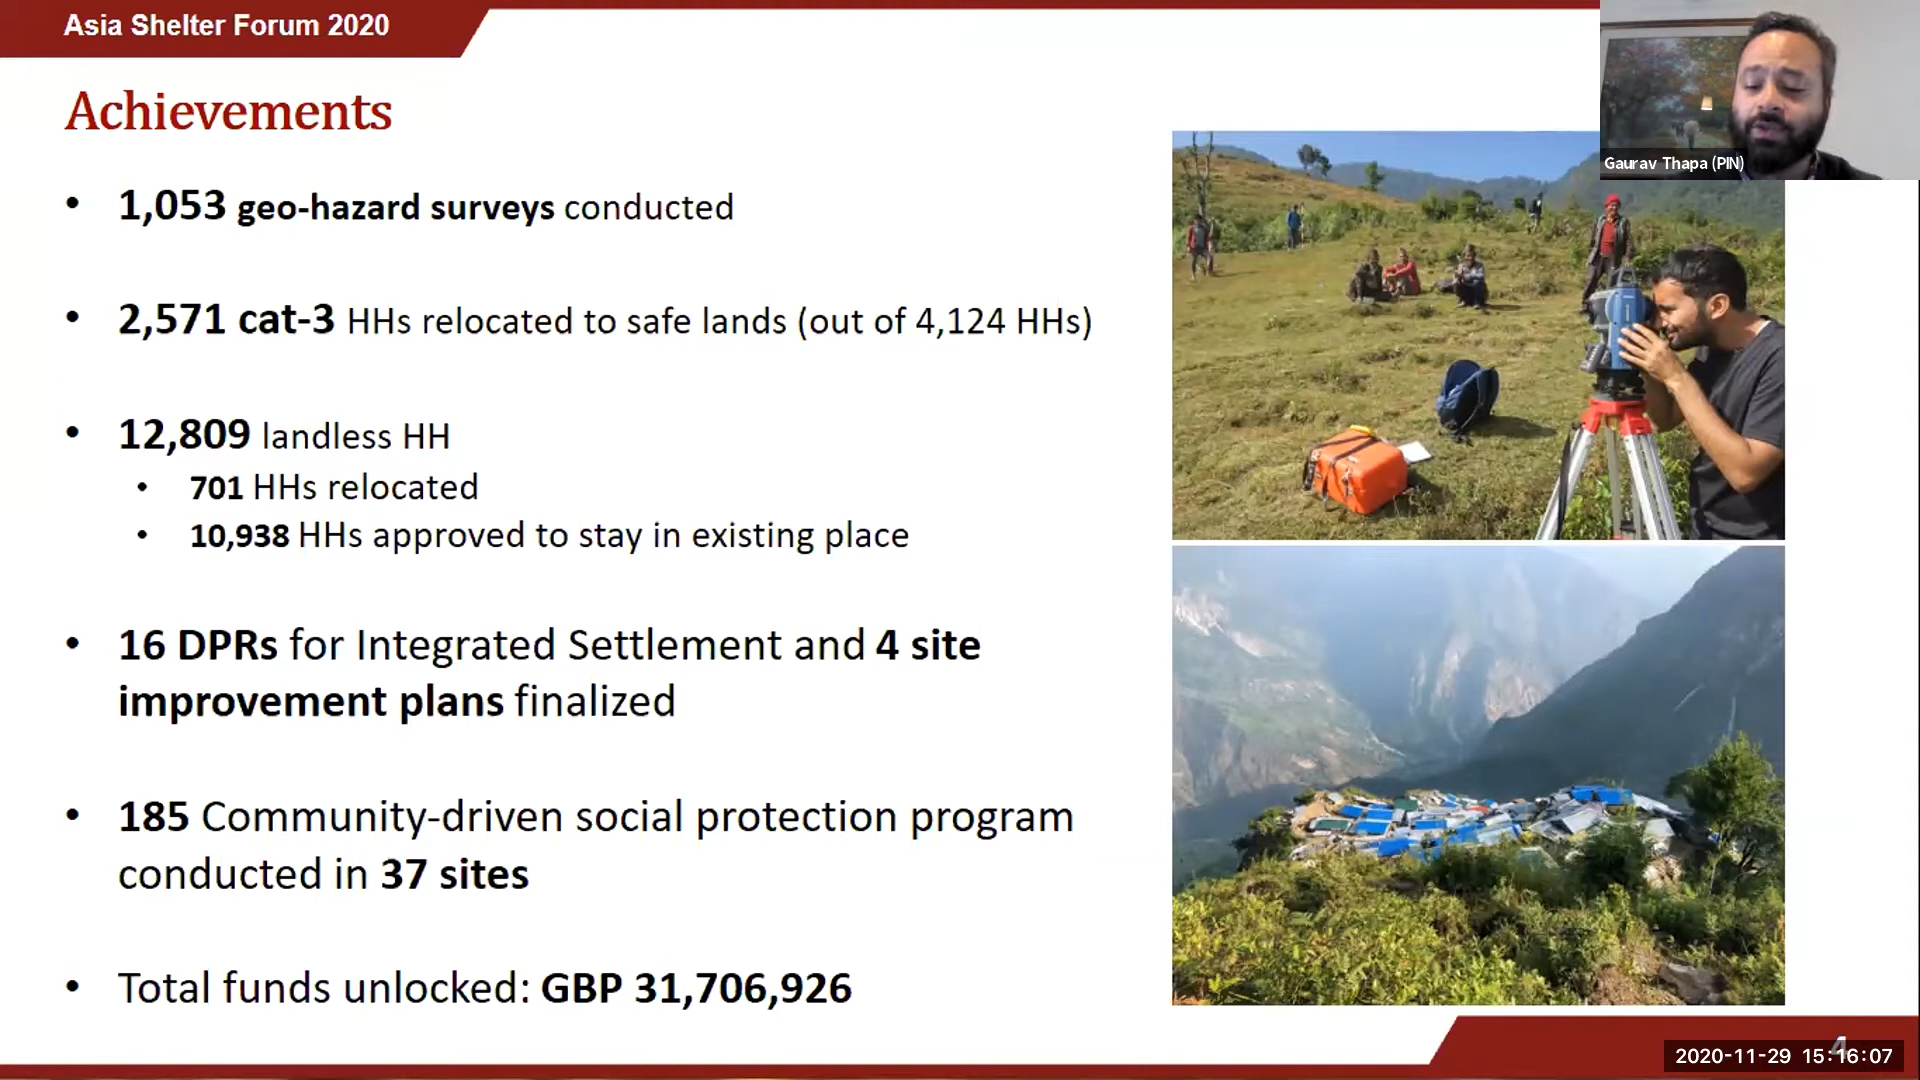 Asia Shelter Forum 2020
Achievements
• 1,053 geo-hazard surveys conducted
• 2,571 cat-3 HHs relocated to safe lands (out of 4,124 HHs)
• 12,809 landless HH
• 701 HHs relocated
• 10,938 HHs approved to stay in existing place
• 16 DPRs for Integrated Settlement and 4 site
improvement plans finalized
• 185 Community-driven social protection program
conducted in 37 sites
• Total funds unlocked: GBP 31,706,926
Gaurav Thapa (PIN)
4
2020-11-29 15:16:07